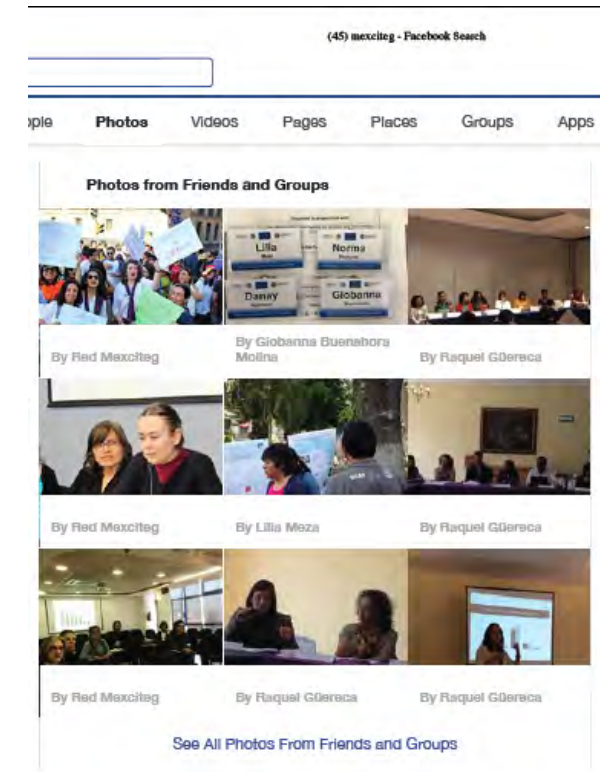 (45) mexciteg - Facebook Search
ople Photos Videos Pages Places Groups Apps
Photos from Friends and Groups
Lilia
Norma
Danay
Giobanna
By Red Mexciteg
By Giobanna Buenahora
Molina
By Raquel Güereca
By Red Mexciteg
By Lilia Meza
By Raquel Güereca
By Red Mexciteg
By Raquel Güereca
By Raquel Güereca
See All Photos From Friends and Groups